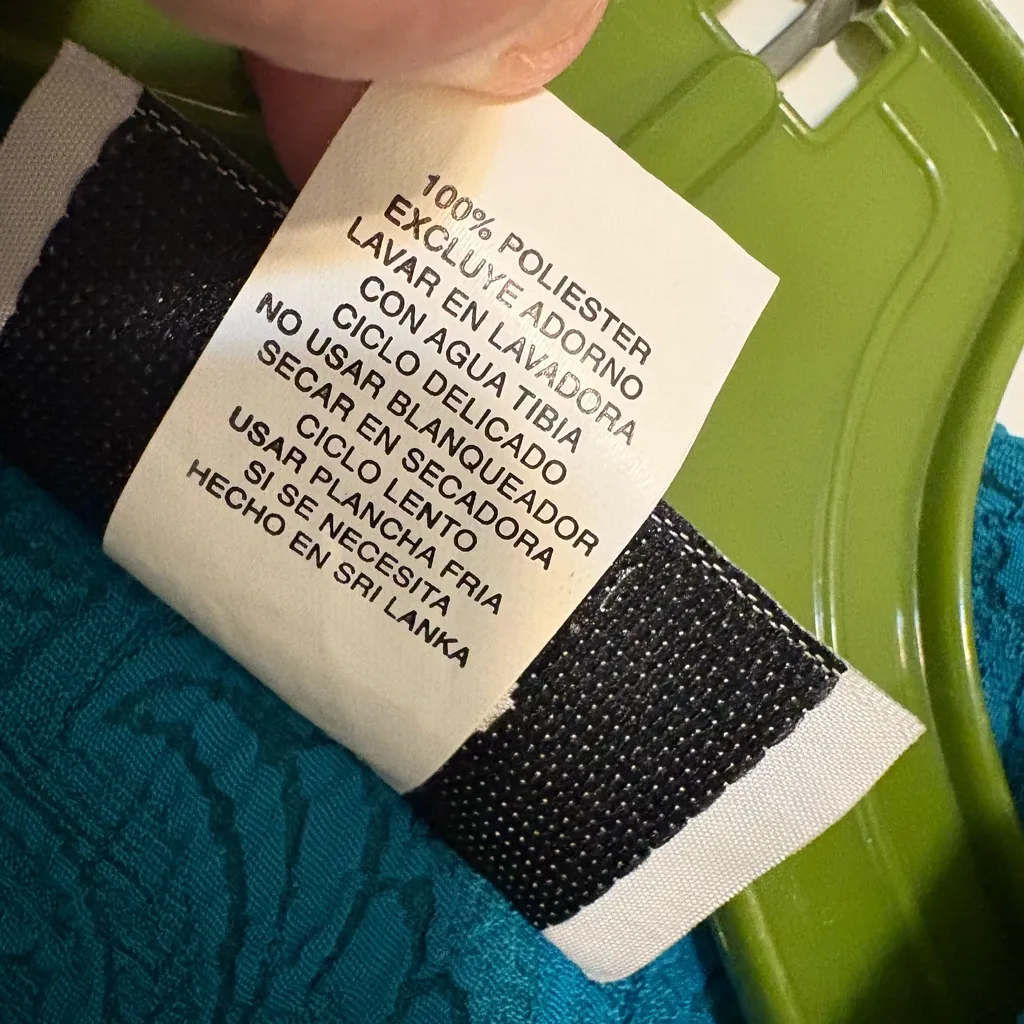 100% POLIESTER
EXCLUYE ADORNO
LAVAR EN LAVADORA
CON AGUA TIBIA
CICLO DELICADO
NO USAR BLANQUEADOR
SECAR EN SECADORA
CICLO LENTO
USAR PLANCHA FRIA
SI SE NECESITA
HECHO EN SRI LANKA